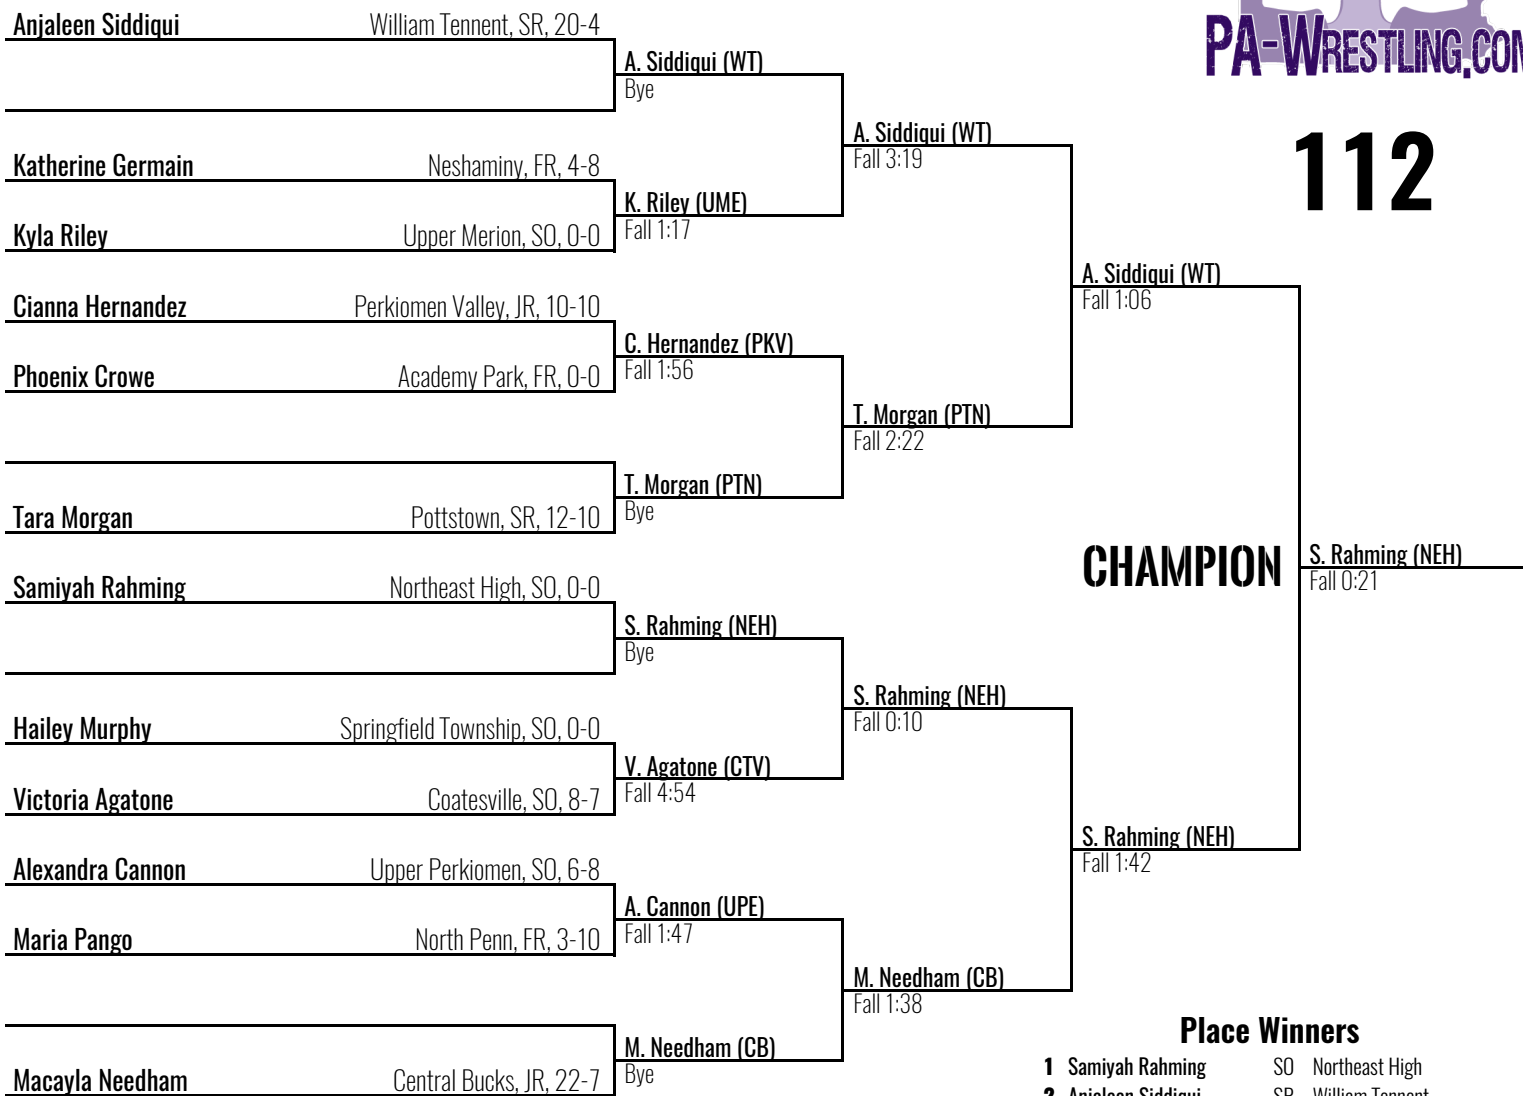 Anjaleen Siddiqui William Tennent, SR, 20-4
A. Siddiqui (WT)
Bye
PA-WRESTLING.COM
112
A. Siddiqui (WT)
Fall 3:19
Katherine Germain Neshaminy, FR, 4-8
K. Riley (UME)
Fall 1:17
Kyla Riley Upper Merion, SO, 0-0
A. Siddiqui (WT)
Fall 1:06
Cianna Hernandez Perkiomen Valley, JR, 10-10
C. Hernandez (PKV)
Fall 1:56
Phoenix Crowe Academy Park, FR, 0-0
T. Morgan (PTN)
Fall 2:22
T. Morgan (PTN)
Bye
Tara Morgan Pottstown, SR, 12-10
CHAMPION
S. Rahming (NEH)
Fall 0:21
Samiyah Rahming Northeast High, SO, 0-0
S. Rahming (NEH)
Bye
S. Rahming (NEH)
Fall 0:10
Hailey Murphy Springfield Township, SO, 0-0
V. Agatone (CTV)
Fall 4:54
Victoria Agatone Coatesville, SO, 8-7
S. Rahming (NEH)
Fall 1:42
Alexandra Cannon Upper Perkiomen, SO, 6-8
A. Cannon (UPE)
Fall 1:47
Maria Pango North Penn, FR, 3-10
M. Needham (CB)
Fall 1:38
M. Needham (CB)
Bye
Macayla Needham Central Bucks, JR, 22-7
Place Winners
1 Samiyah Rahming SO Northeast High
2 Anjaleen Siddiqui SR William Tennent